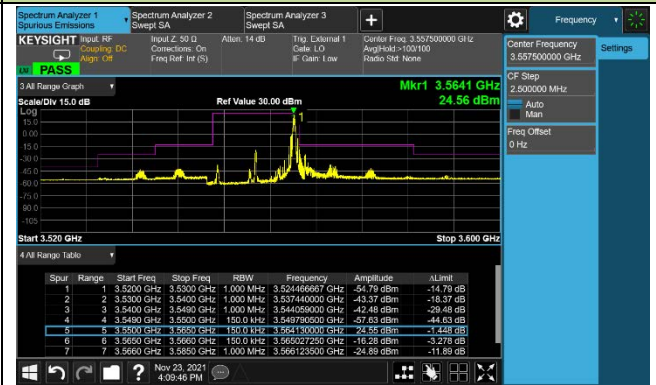 Spectrum Analyzer 1
Spurious Emissions
Spectrum Analyzer 2
Swept SA
Spectrum Analyzer 3
Swept SA
Frequency
KEYSIGHT
Input: RF
Coupling: DC
Align: Off
Input Z: 50 Ω
Corrections: On
Freq Ref: Int (S)
Atten: 14 dB
Trig: External 1
Gate: LO
IF Gain: Low
Center Freq: 3.557500000 GHz
Avg|Hold:>100/100
Radio Std: None
PASS
Center Frequency
3.557500000 GHz
Settings
CF Step
2.500000 MHz
Auto
Man
Freq Offset
0 Hz
3 All Range Graph
Mkr1 3.5641 GHz
24.56 dBm
Scale/Div 15.0 dB
Ref Value 30.00 dBm
Log
15.0
0.00
-15.0
-30.0
-45.0
-60.0
-75.0
-90.0
-105
1
Start 3.520 GHz
Stop 3.600 GHz
4 All Range Table
Spur Range Start Freq Stop Freq RBW Frequency Amplitude ΔLimit
1 1 3.5200 GHz 3.5300 GHz 1.000 MHz 3.524466667 GHz -54.79 dBm -14.79 dB
2 2 3.5300 GHz 3.5400 GHz 1.000 MHz 3.537440000 GHz -43.37 dBm -18.37 dB
3 3 3.5400 GHz 3.5490 GHz 1.000 MHz 3.544059000 GHz -42.48 dBm -29.48 dB
4 4 3.5490 GHz 3.5500 GHz 150.0 kHz 3.549790500 GHz -57.63 dBm -44.63 dB
5 5 3.5500 GHz 3.5650 GHz 150.0 kHz 3.564130000 GHz 24.55 dBm -1.448 dB
6 6 3.5650 GHz 3.5660 GHz 150.0 kHz 3.565027250 GHz -16.28 dBm -3.278 dB
7 7 3.5660 GHz 3.5850 GHz 1.000 MHz 3.566123500 GHz -24.89 dBm -11.89 dB
Nov 23, 2021
4:09:46 PM